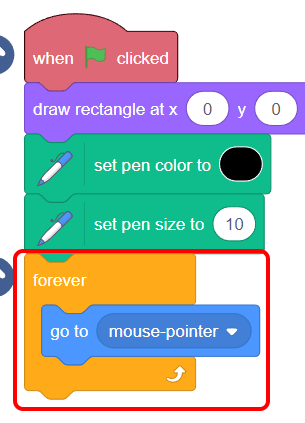 when clicked
draw rectangle at x 0 y 0
set pen color to
set pen size to 10
forever
go to mouse-pointer